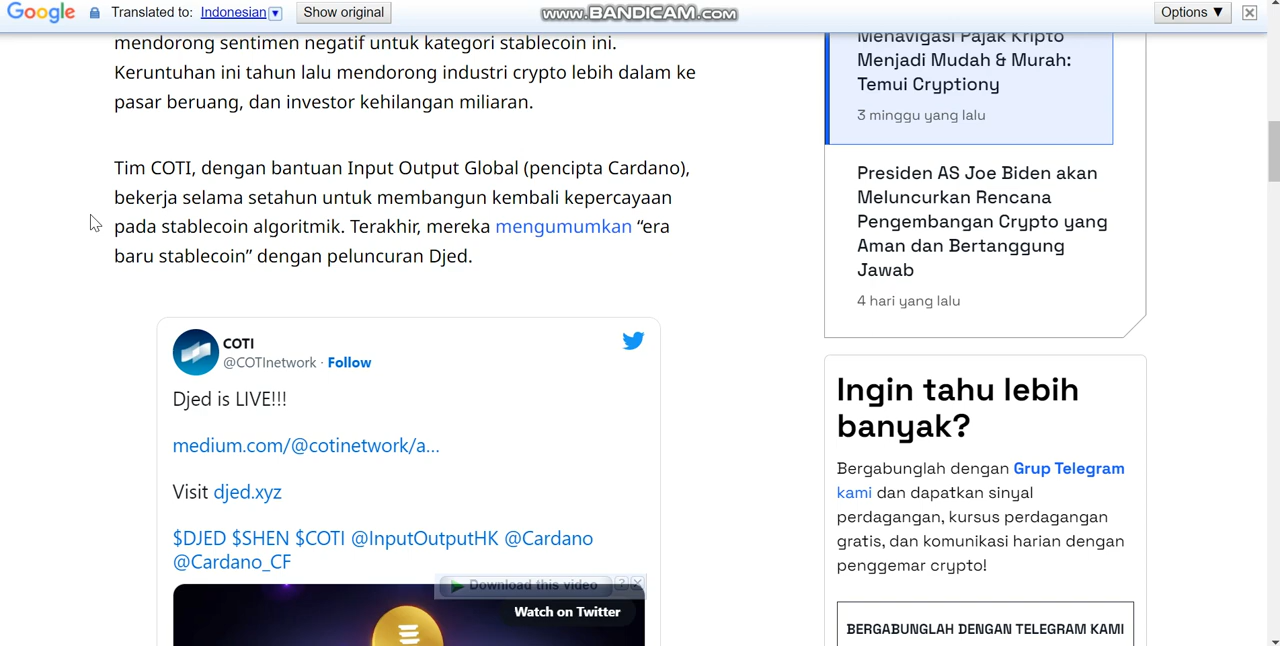 Google Translated to: Indonesian Show original www.BANDICAM.com Options ▼
mendorong sentimen negatif untuk kategori stablecoin ini.
Keruntuhan ini tahun lalu mendorong industri crypto lebih dalam ke
pasar beruang, dan investor kehilangan miliaran.
Tim COTI, dengan bantuan Input Output Global (pencipta Cardano),
bekerja selama setahun untuk membangun kembali kepercayaan
pada stablecoin algoritmik. Terakhir, mereka mengumumkan “era
baru stablecoin” dengan peluncuran Djed.
COTI
@COTInetwork · Follow
Djed is LIVE!!!
medium.com/@cotinetwork/a...
Visit djed.xyz
$DJED $SHEN $COTI @InputOutputHK @Cardano
@Cardano_CF
Download this video ?
Watch on Twitter
Menavigasi Pajak Kripto
Menjadi Mudah & Murah:
Temui Cryptiony
3 minggu yang lalu
Presiden AS Joe Biden akan
Meluncurkan Rencana
Pengembangan Crypto yang
Aman dan Bertanggung
Jawab
4 hari yang lalu
Ingin tahu lebih
banyak?
Bergabunglah dengan Grup Telegram
kami dan dapatkan sinyal
perdagangan, kursus perdagangan
gratis, dan komunikasi harian dengan
penggemar crypto!
BERGABUNGLAH DENGAN TELEGRAM KAMI